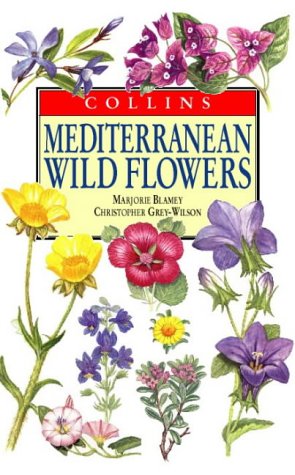 COLLINS
MEDITERRANEAN
WILD FLOWERS
MARJORIE BLAMEY
CHRISTOPHER GREY-WILSON